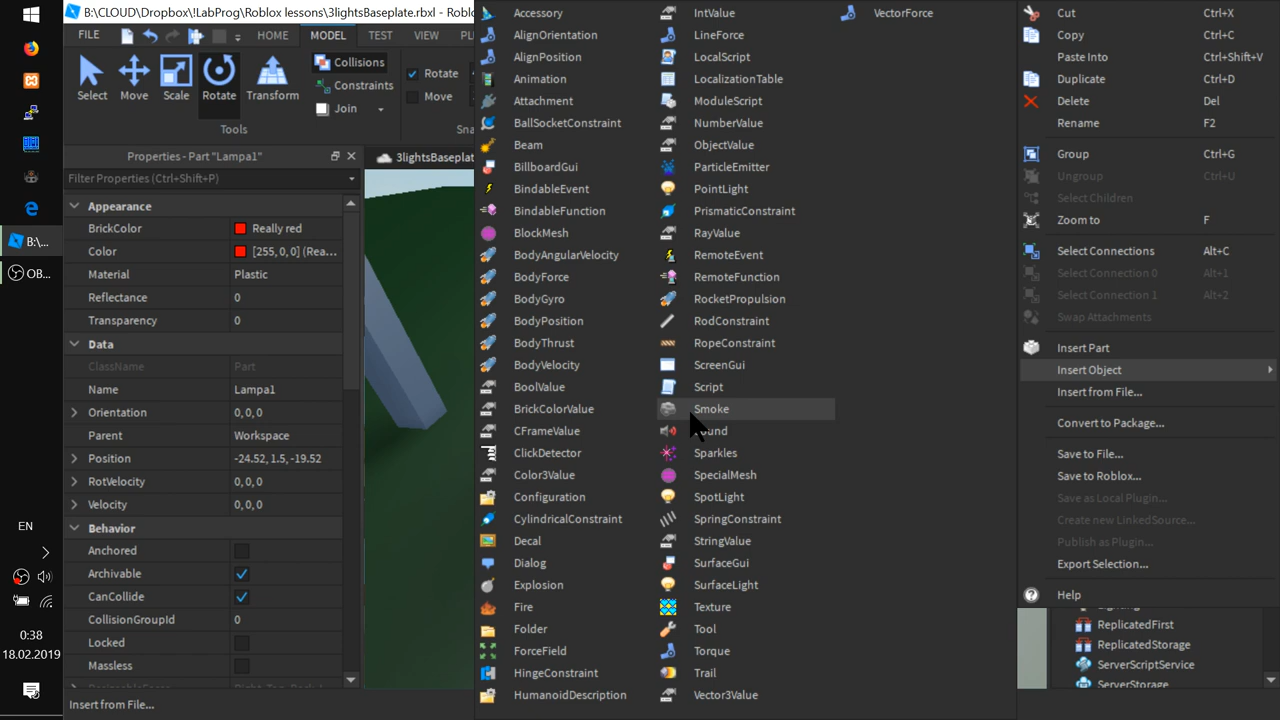 B:\CLOUD\Dropbox\!LabProg\Roblox lessons\3lightsBaseplate.rbxl - Roblo
FILE
HOME
MODEL
TEST
VIEW
Select
Move
Scale
Rotate
Transform
Collisions
Constraints
Join
Rotate
Move
Tools
Properties - Part "Lampa1"
Filter Properties (Ctrl+Shift+P)
3lightsBaseplat
Appearance
BrickColor Really red
Color [255, 0, 0] (Rea...
Material Plastic
Reflectance 0
Transparency 0
Data
ClassName Part
Name Lampa1
Orientation 0, 0, 0
Parent Workspace
Position -24.52, 1.5, -19.52
RotVelocity 0, 0, 0
Velocity 0, 0, 0
Behavior
Anchored
Archivable
CanCollide
CollisionGroupId 0
Locked
Massless
Insert from File...
B:\...
OB...
EN
0:38
18.02.2019
Accessory
AlignOrientation
AlignPosition
Animation
Attachment
BallSocketConstraint
Beam
BillboardGui
BindableEvent
BindableFunction
BlockMesh
BodyAngularVelocity
BodyForce
BodyGyro
BodyPosition
BodyThrust
BodyVelocity
BoolValue
BrickColorValue
CFrameValue
ClickDetector
Color3Value
Configuration
CylindricalConstraint
Decal
Dialog
Explosion
Fire
Folder
ForceField
HingeConstraint
HumanoidDescription
IntValue
LineForce
LocalScript
LocalizationTable
ModuleScript
NumberValue
ObjectValue
ParticleEmitter
PointLight
PrismaticConstraint
RayValue
RemoteEvent
RemoteFunction
RocketPropulsion
RodConstraint
RopeConstraint
ScreenGui
Script
Smoke
Sound
Sparkles
SpecialMesh
SpotLight
SpringConstraint
StringValue
SurfaceGui
SurfaceLight
Texture
Tool
Torque
Trail
Vector3Value
VectorForce
Cut Ctrl+X
Copy Ctrl+C
Paste Into Ctrl+Shift+V
Duplicate Ctrl+D
Delete Del
Rename F2
Group Ctrl+G
Ungroup Ctrl+U
Select Children
Zoom to F
Select Connections Alt+C
Select Connection 0 Alt+1
Select Connection 1 Alt+2
Swap Attachments
Insert Part
Insert Object
Insert from File...
Convert to Package...
Save to File...
Save to Roblox...
Save as Local Plugin...
Create new LinkedSource...
Publish as Plugin...
Export Selection...
Help
ReplicatedFirst
ReplicatedStorage
ServerScriptService
ServerStorage